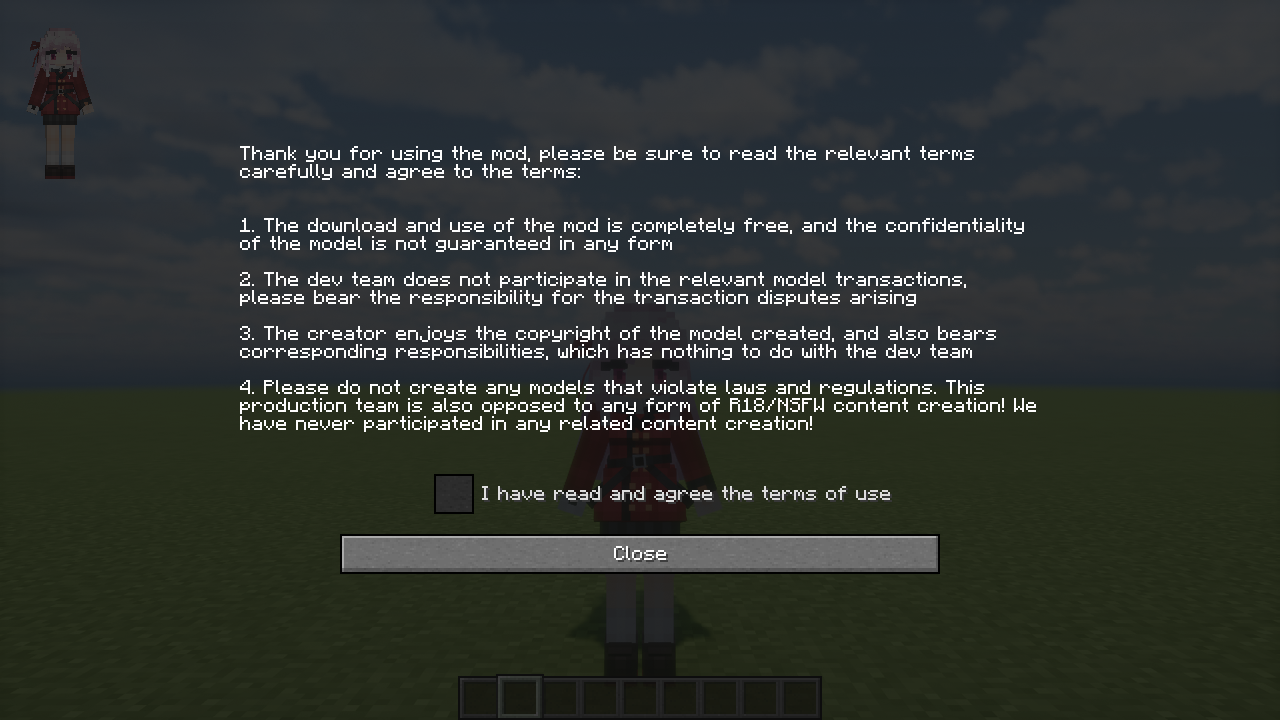 Thank you for using the mod, please be sure to read the relevant terms
carefully and agree to the terms:
1. The download and use of the mod is completely free, and the confidentiality
of the model is not guaranteed in any form
2. The dev team does not participate in the relevant model transactions,
please bear the responsibility for the transaction disputes arising
3. The creator enjoys the copyright of the model created, and also bears
corresponding responsibilities, which has nothing to do with the dev team
4. Please do not create any models that violate laws and regulations. This
production team is also opposed to any form of R18/NSFW content creation! We
have never participated in any related content creation!
I have read and agree the terms of use
Close